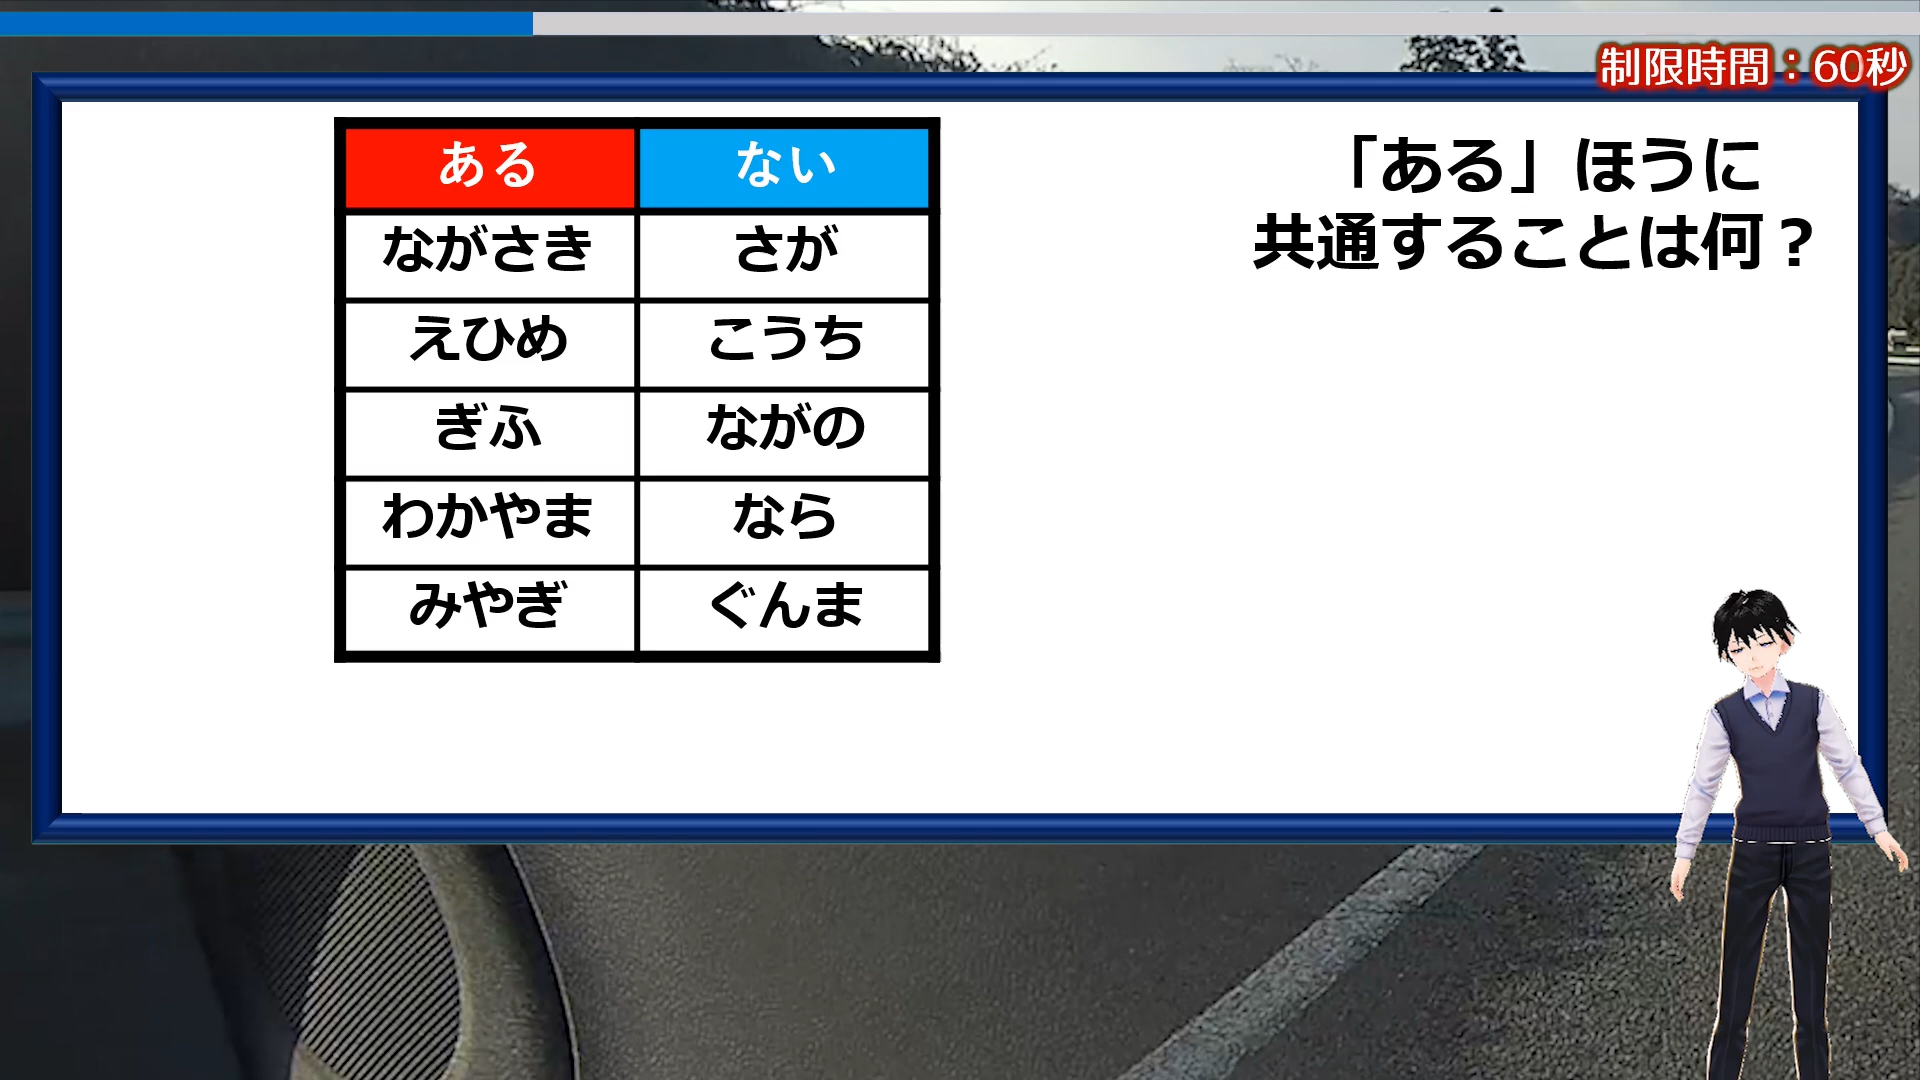 制限時間：60秒
「ある」ほうに
共通することは何？
ある ない
ながさき さが
えひめ こうち
ぎふ ながの
わかやま なら
みやぎ ぐんま